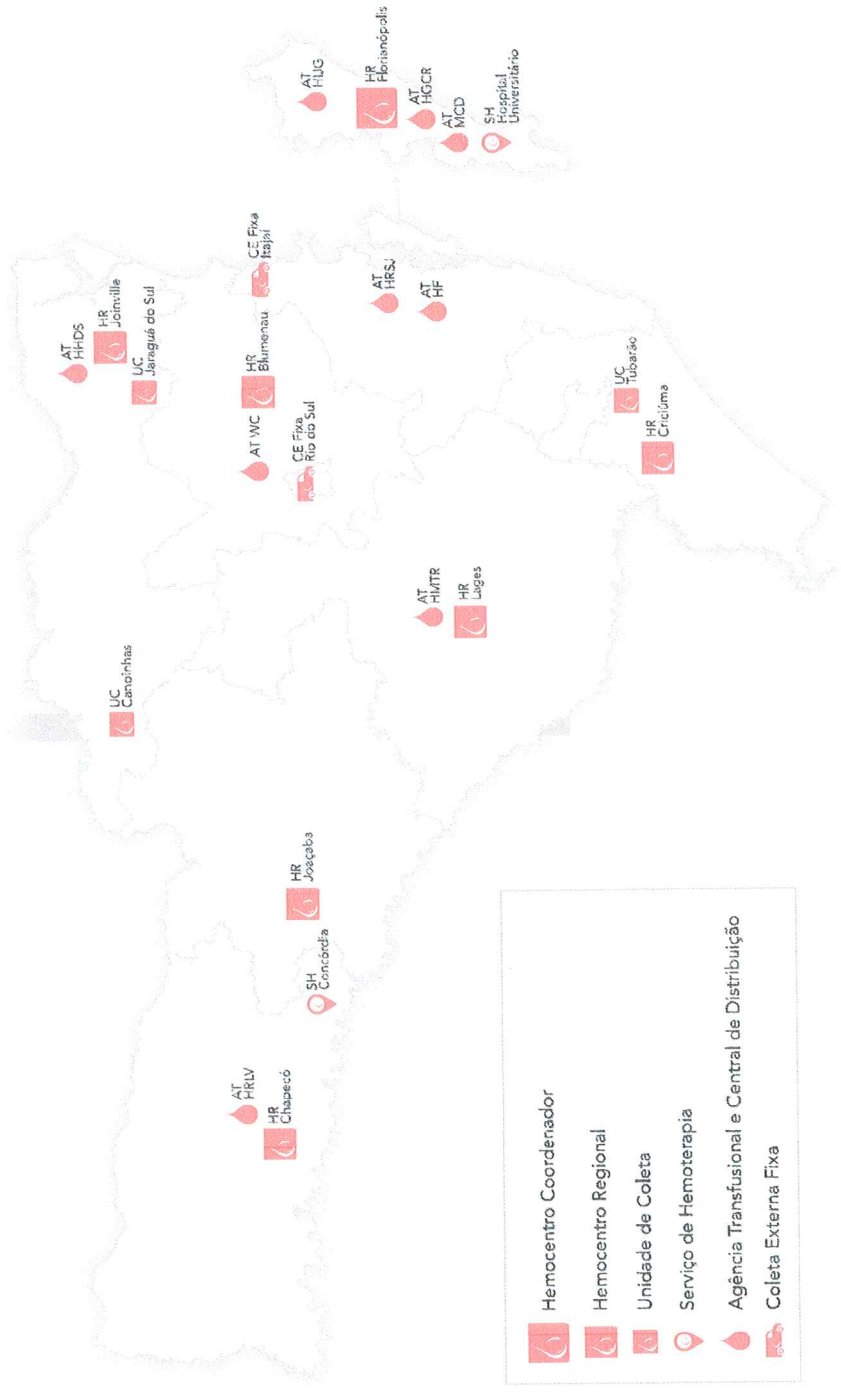 AT
HHDS
HR
Joinville
UC
Jaraguá do Sul
UC
Canoinhas
AT WC
HR
Blumenau
CE Fixa
Itajaí
CE Fixa
Rio do Sul
AT
HIJG
HR
Florianópolis
AT
HGCR
AT
MCD
SH
Hospital
Universitário
AT
HRSJ
AT
HF
AT
HRLV
HR
Chapecó
SH
Concórdia
HR
Joaçaba
AT
HMTR
HR
Lages
UC
Tubarão
HR
Criciúma
Hemocentro Coordenador
Hemocentro Regional
Unidade de Coleta
Serviço de Hemoterapia
Agência Transfusional e Central de Distribuição
Coleta Externa Fixa